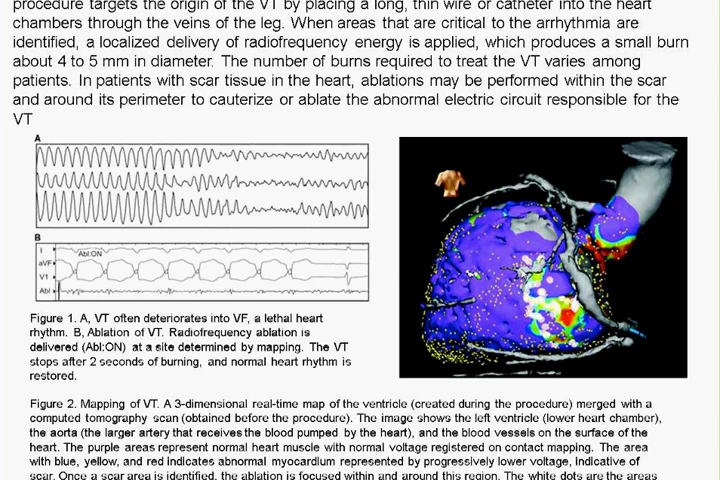 procedure targets the origin of the VT by placing a long, thin wire or catheter into the heart
chambers through the veins of the leg. When areas that are critical to the arrhythmia are
identified, a localized delivery of radiofrequency energy is applied, which produces a small burn
about 4 to 5 mm in diameter. The number of burns required to treat the VT varies among
patients. In patients with scar tissue in the heart, ablations may be performed within the scar
and around its perimeter to cauterize or ablate the abnormal electric circuit responsible for the
VT
A
B
I
Abl:ON
aVF
V1
Abl
Figure 1. A, VT often deteriorates into VF, a lethal heart
rhythm. B, Ablation of VT. Radiofrequency ablation is
delivered (Abl:ON) at a site determined by mapping. The VT
stops after 2 seconds of burning, and normal heart rhythm is
restored.
Figure 2. Mapping of VT. A 3-dimensional real-time map of the ventricle (created during the procedure) merged with a
computed tomography scan (obtained before the procedure). The image shows the left ventricle (lower heart chamber),
the aorta (the larger artery that receives the blood pumped by the heart), and the blood vessels on the surface of the
heart. The purple areas represent normal heart muscle with normal voltage registered on contact mapping. The area
with blue, yellow, and red indicates abnormal myocardium represented by progressively lower voltage, indicative of
scar. Once a scar area is identified, the ablation is focused within and around this region. The white dots are the areas